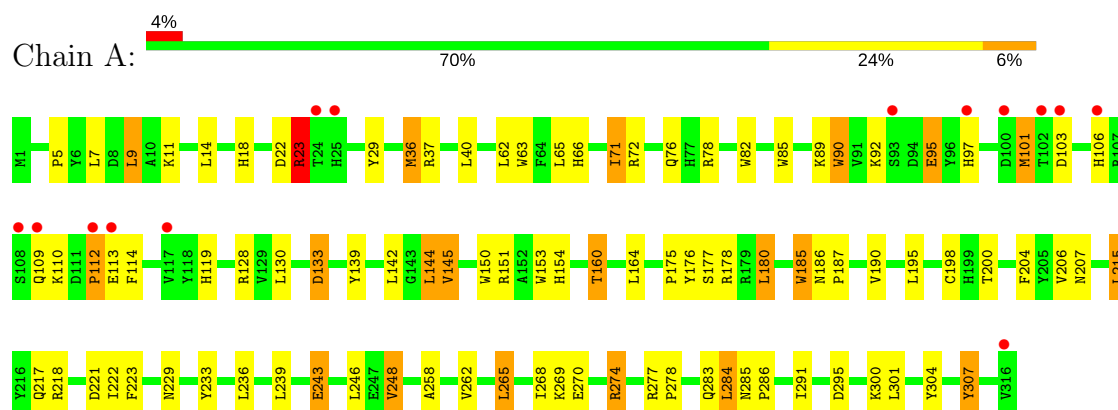 4%
Chain A:
70% 24% 6%
M1 P5 Y6 L7 D8 L9 A10 K11 L14 H18 D22 R23 T24 H25 Y29 M36 R37 L40 L62 W63 F64 L65 H66 I71 R72 Q76 H77 R78 W82 W85 K89 W90 V91 K92 S93 D94 E95 Y96 H97 D100 M101 T102 D103 H106
S108 Q109 K110 D111 P112 E113 F114 V117 Y118 H119 R128 V129 L130 D133 Y139 L142 G143 L144 V145 W150 R151 A152 W153 H154 T160 L164 P175 Y176 S177 R178 R179 L180 W185 N186 P187 V190 L195 C198 H199 T200 F204 Y205 V206 N207 L215
Y216 Q217 R218 D221 I222 F223 N229 Y233 L236 L239 E243 L246 E247 V248 A258 V262 L265 I268 K269 E270 R274 R277 P278 Q283 L284 N285 P286 I291 D295 K300 L301 Y304 Y307 V316